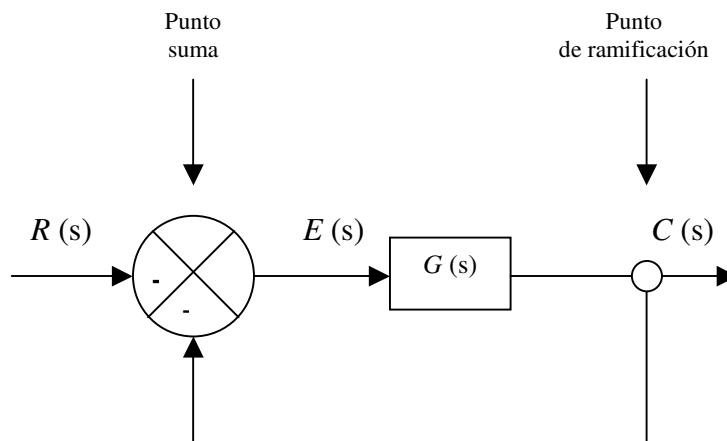 Punto
suma
Punto
de ramificación
R (s)
E (s)
C (s)
G (s)
-
-